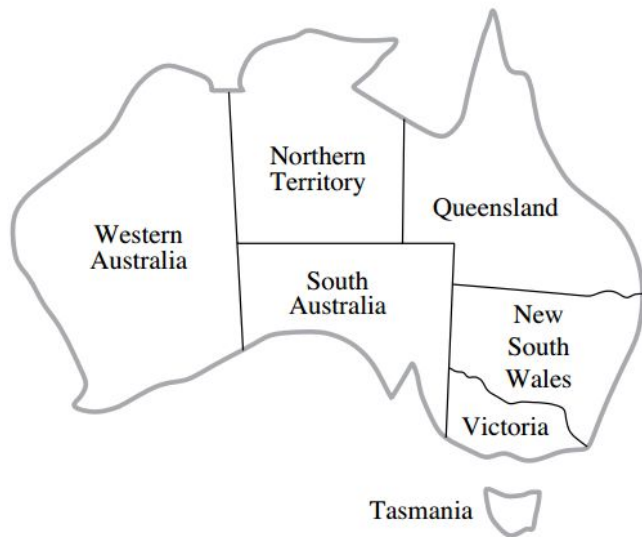 Northern
Territory
Queensland
Western
Australia
South
Australia
New
South
Wales
Victoria
Tasmania